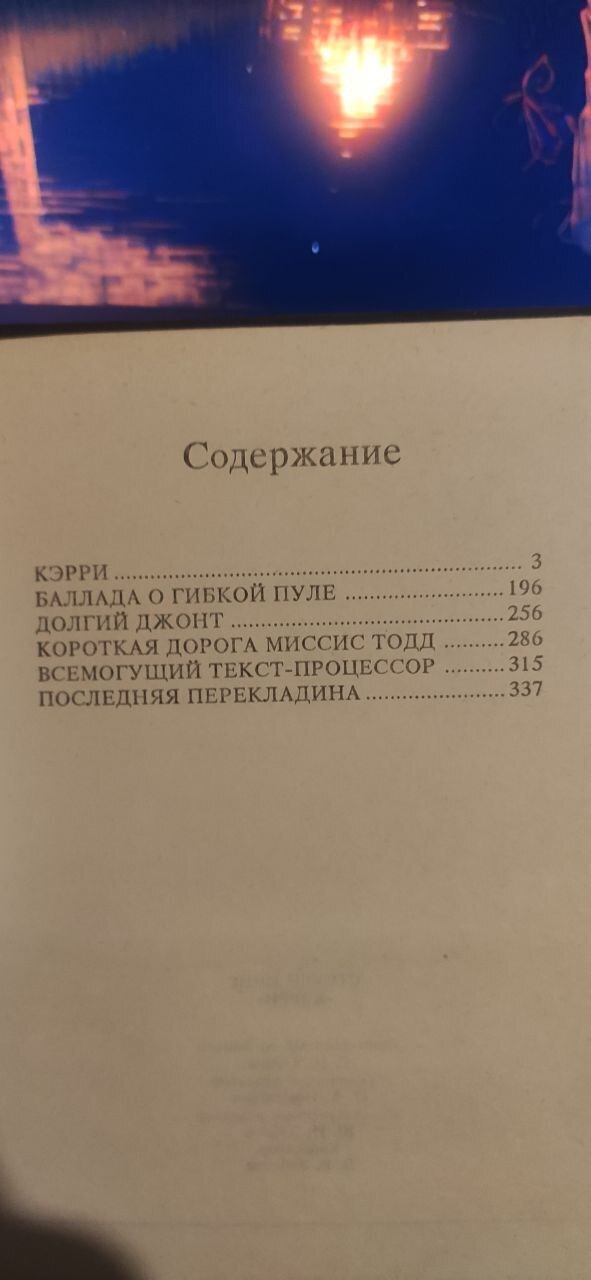 Содержание
КЭРРИ ........................................................................ 3
БАЛЛАДА О ГИБКОЙ ПУЛЕ ............................ 196
ДОЛГИЙ ДЖОНТ ................................................ 256
КОРОТКАЯ ДОРОГА МИССИС ТОДД .......... 286
ВСЕМОГУЩИЙ ТЕКСТ-ПРОЦЕССОР .......... 315
ПОСЛЕДНЯЯ ПЕРЕКЛАДИНА ........................ 337